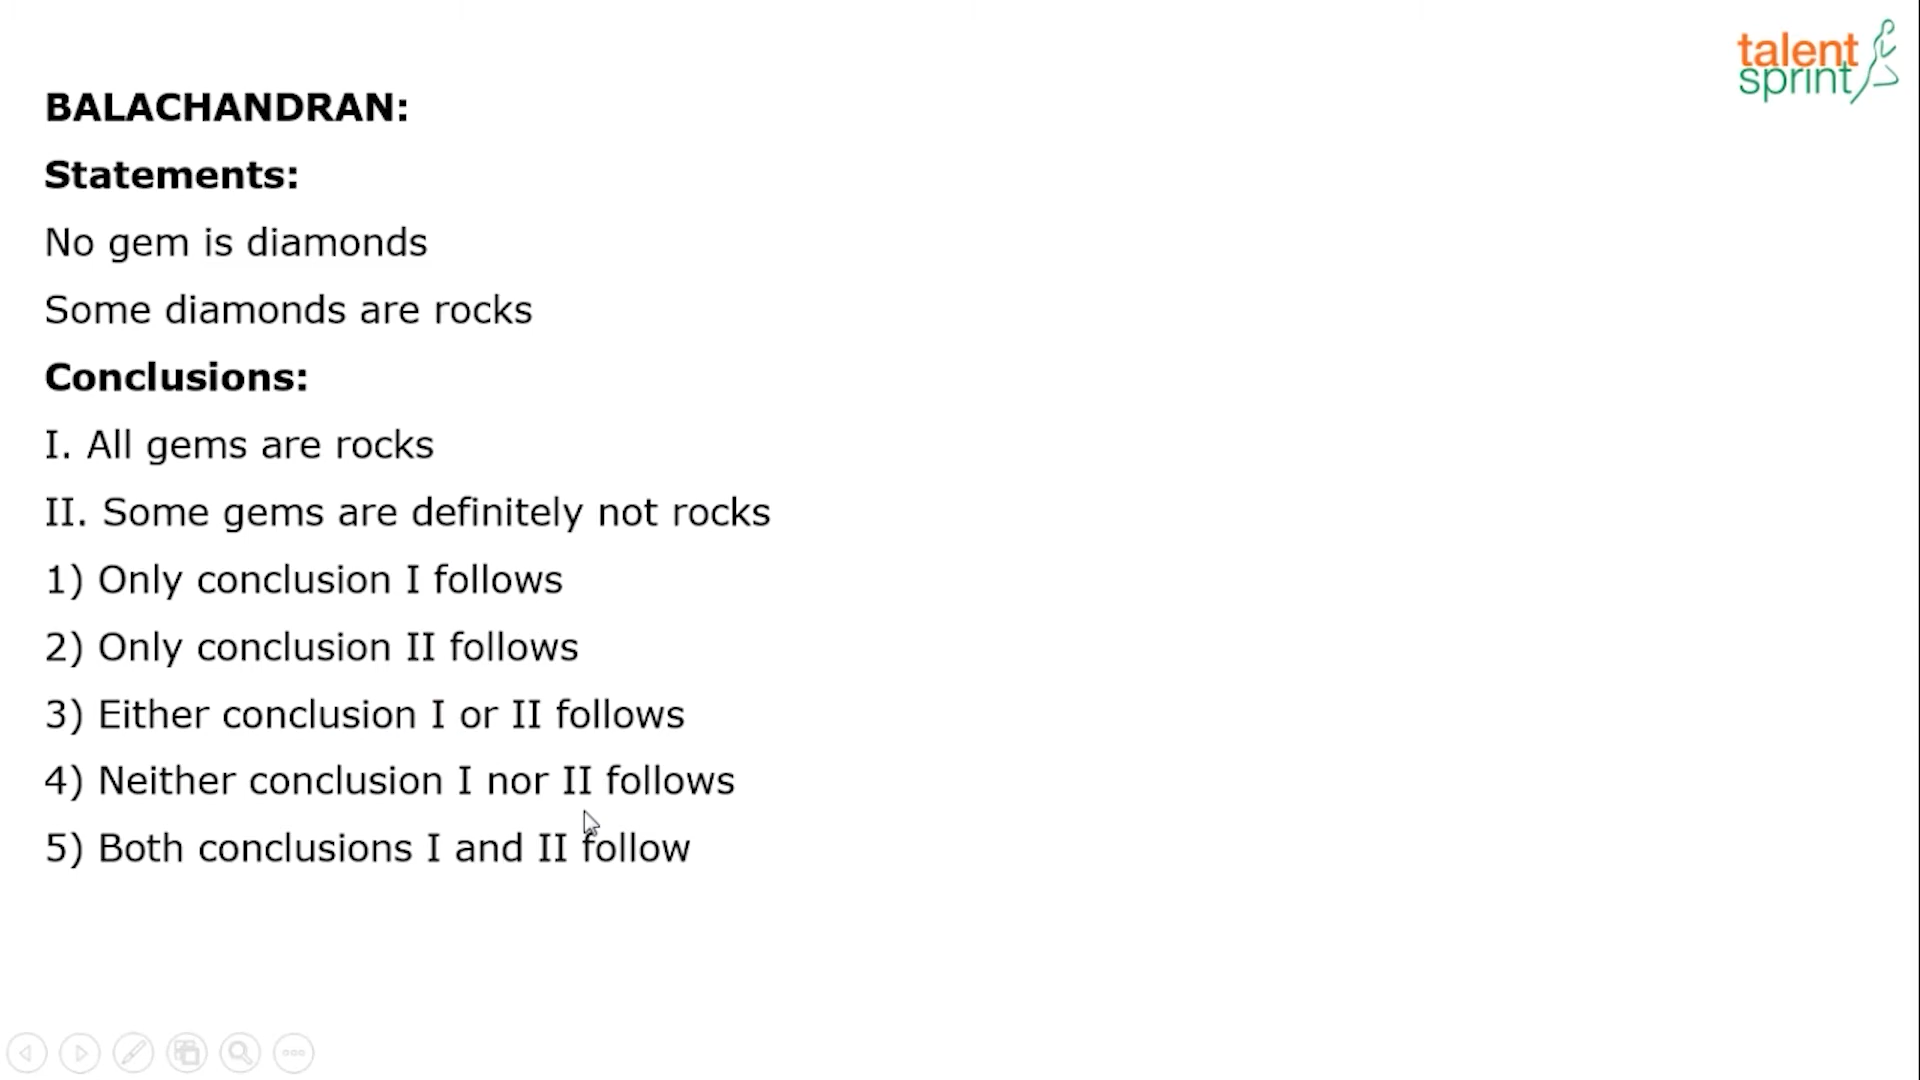 talent
sprint
BALACHANDRAN:
Statements:
No gem is diamonds
Some diamonds are rocks
Conclusions:
I. All gems are rocks
II. Some gems are definitely not rocks
1) Only conclusion I follows
2) Only conclusion II follows
3) Either conclusion I or II follows
4) Neither conclusion I nor II follows
5) Both conclusions I and II follow